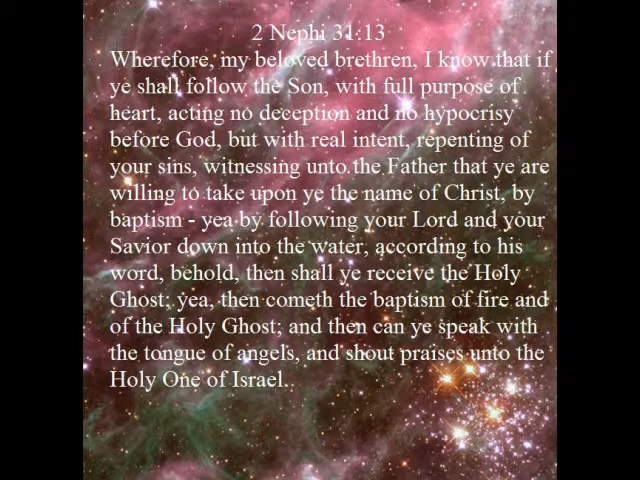 2 Nephi 31:13
Wherefore, my beloved brethren, I know that if
ye shall follow the Son, with full purpose of
heart, acting no deception and no hypocrisy
before God, but with real intent, repenting of
your sins, witnessing unto the Father that ye are
willing to take upon ye the name of Christ, by
baptism - yea by following your Lord and your
Savior down into the water, according to his
word, behold, then shall ye receive the Holy
Ghost; yea, then cometh the baptism of fire and
of the Holy Ghost; and then can ye speak with
the tongue of angels, and shout praises unto the
Holy One of Israel.